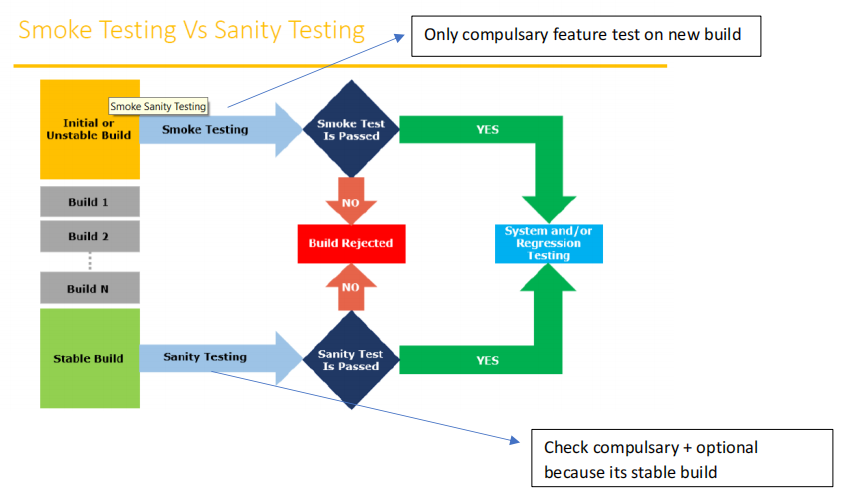 Smoke Testing Vs Sanity Testing
Only compulsary feature test on new build
Smoke Sanity Testing
Initial or
Unstable Build
Smoke Testing
Smoke Test
Is Passed
YES
Build 1
NO
Build 2
Build Rejected
System and/or
Regression
Testing
Build N
NO
Stable Build
Sanity Testing
Sanity Test
Is Passed
YES
Check compulsary + optional
because its stable build